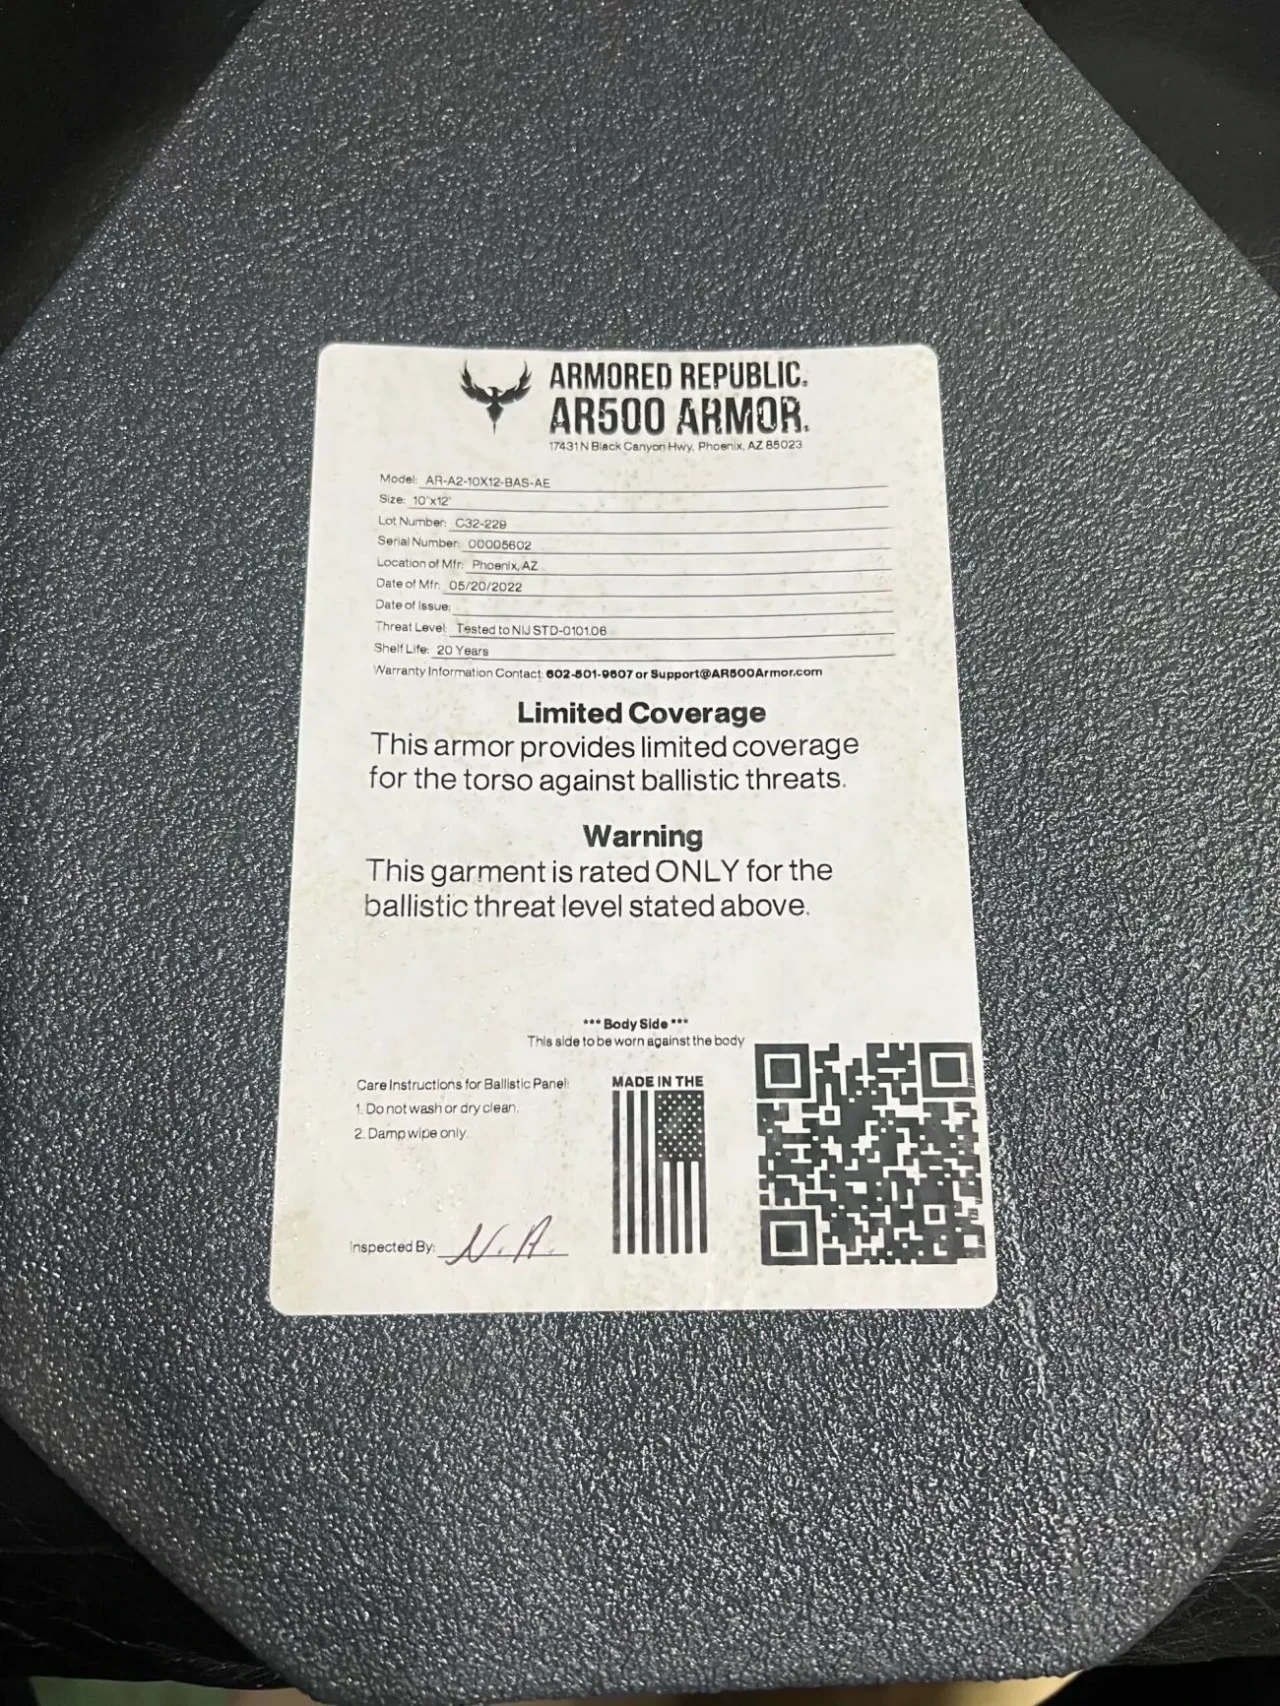 ARMORED REPUBLIC.
AR500 ARMOR.
17431 N Black Canyon Hwy, Phoenix, AZ 85023
Model: AR-A2-10X12-BAS-AE
Size: 10"x12"
Lot Number: C32-229
Serial Number: 00005602
Location of Mfr: Phoenix, AZ
Date of Mfr: 05/20/2022
Date of Issue:
Threat Level: Tested to NIJ STD-0101.06
Shelf Life: 20 Years
Warranty Information Contact: 602-501-9607 or Support@AR500Armor.com
Limited Coverage
This armor provides limited coverage
for the torso against ballistic threats.
Warning
This garment is rated ONLY for the
ballistic threat level stated above.
*** Body Side ***
This side to be worn against the body
Care Instructions for Ballistic Panel:
1. Do not wash or dry clean.
2. Damp wipe only.
MADE IN THE
Inspected By: N.A.